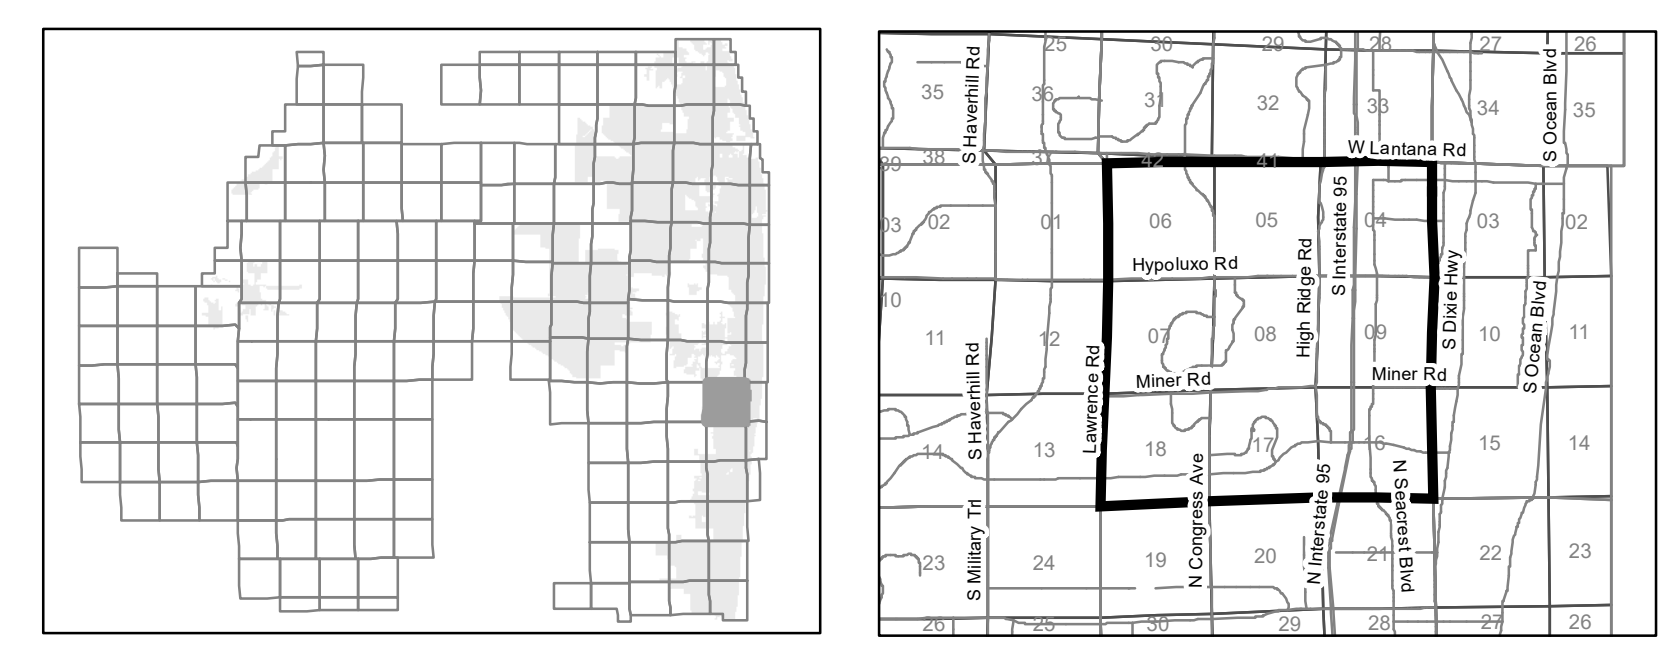 25 30 29 28 27 26
S Haverhill Rd
S Ocean Blvd
35 36 31 32 33 34 35
W Lantana Rd
39 38 37 42 41
S Interstate 95
03 02 01 06 05 04 03 02
Hypoluxo Rd
High Ridge Rd
S Dixie Hwy
S Ocean Blvd
10
11 12 07 08 09 10 11
Lawrence Rd
S Haverhill Rd
Miner Rd
Miner Rd
14 13 18 17 16 15 14
N Congress Ave
N Interstate 95
N Seacrest Blvd
S Military Trl
23 24 19 20 21 22 23
26 25 30 29 28 27 26